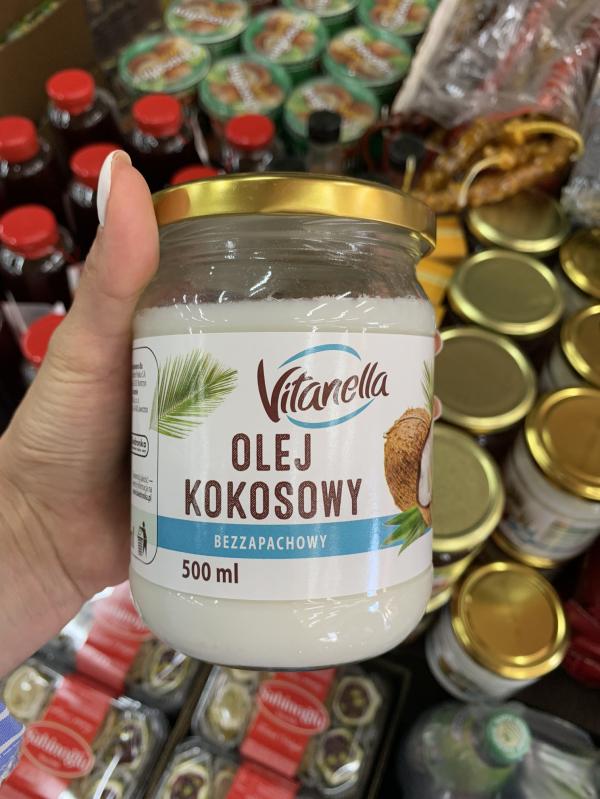 Vitanella
OLEJ
KOKOSOWY
BEZZAPACHOWY
500 ml